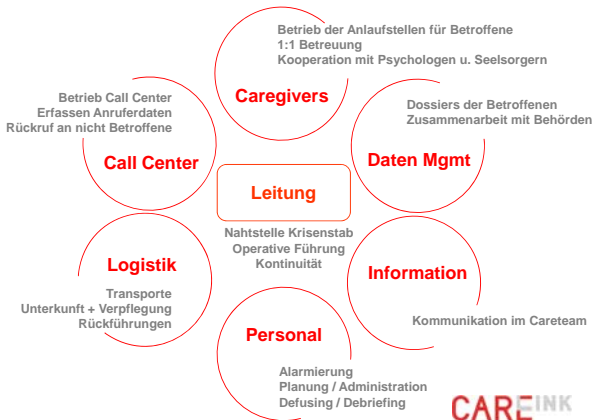 Betrieb der Anlaufstellen für Betroffene
1:1 Betreuung
Kooperation mit Psychologen u. Seelsorgern
Caregivers
Betrieb Call Center
Erfassen Anruferdaten
Rückruf an nicht Betroffene
Call Center
Dossiers der Betroffenen
Zusammenarbeit mit Behörden
Daten Mgmt
Leitung
Nahtstelle Krisenstab
Operative Führung
Kontinuität
Logistik
Transporte
Unterkunft + Verpflegung
Rückführungen
Information
Kommunikation im Careteam
Personal
Alarmierung
Planung / Administration
Defusing / Debriefing
CARELINK